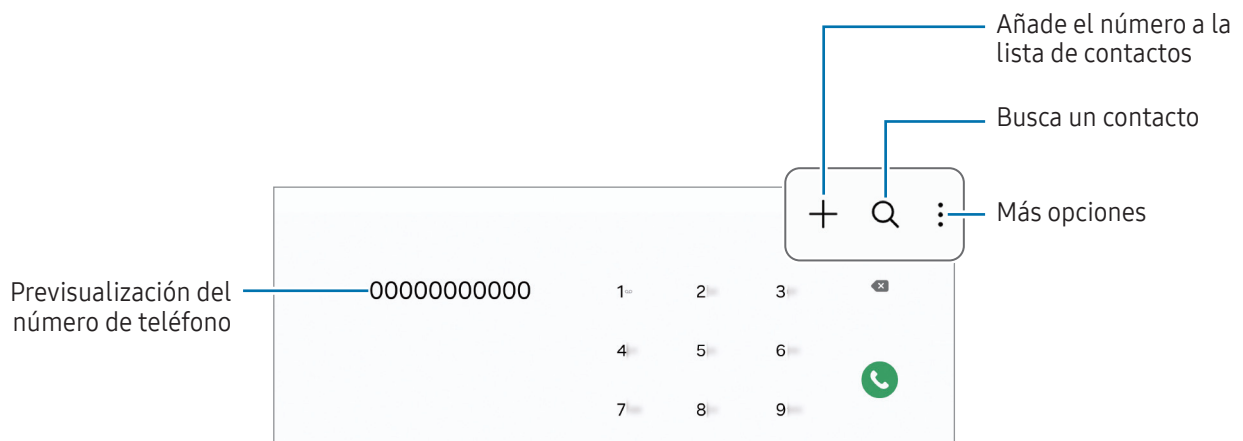 Añade el número a la
lista de contactos
Busca un contacto
Más opciones
Previsualización del
número de teléfono
00000000000
1 2 3
4 5 6
7 8 9